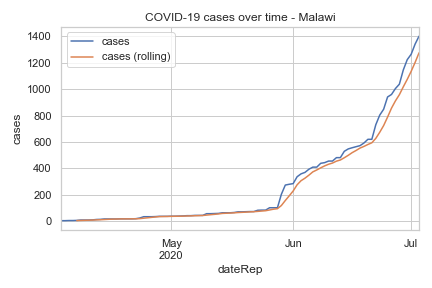 COVID-19 cases over time - Malawi
cases
cases (rolling)
1400
1200
1000
800
600
400
200
0
cases
May
2020
Jun
Jul
dateRep